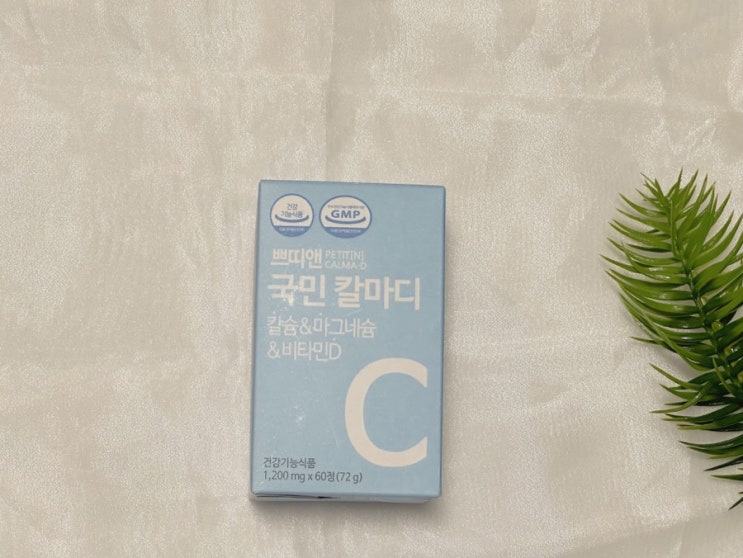 건강
기능식품
GMP
쁘띠앤 PETIT[N]
CALMA-D
국민 칼마디
칼슘&마그네슘
&비타민D
C
건강기능식품
1,200 mg x 60정(72 g)